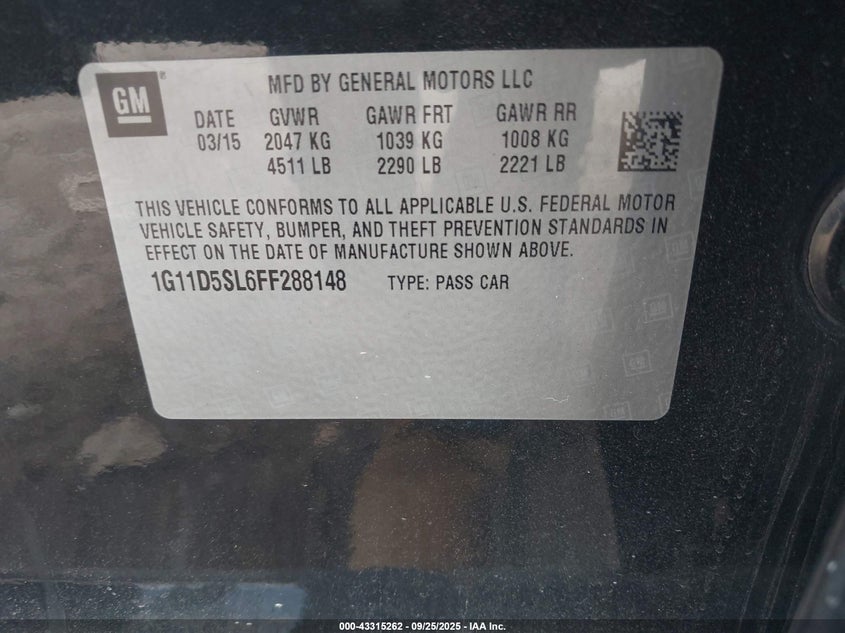 GM ®
MFD BY GENERAL MOTORS LLC
DATE GVWR GAWR FRT GAWR RR
03/15 2047 KG 1039 KG 1008 KG
4511 LB 2290 LB 2221 LB
THIS VEHICLE CONFORMS TO ALL APPLICABLE U.S. FEDERAL MOTOR
VEHICLE SAFETY, BUMPER, AND THEFT PREVENTION STANDARDS IN
EFFECT ON THE DATE OF MANUFACTURE SHOWN ABOVE.
1G11D5SL6FF288148 TYPE: PASS CAR
000-43315262 - 09/25/2025 - IAA Inc.